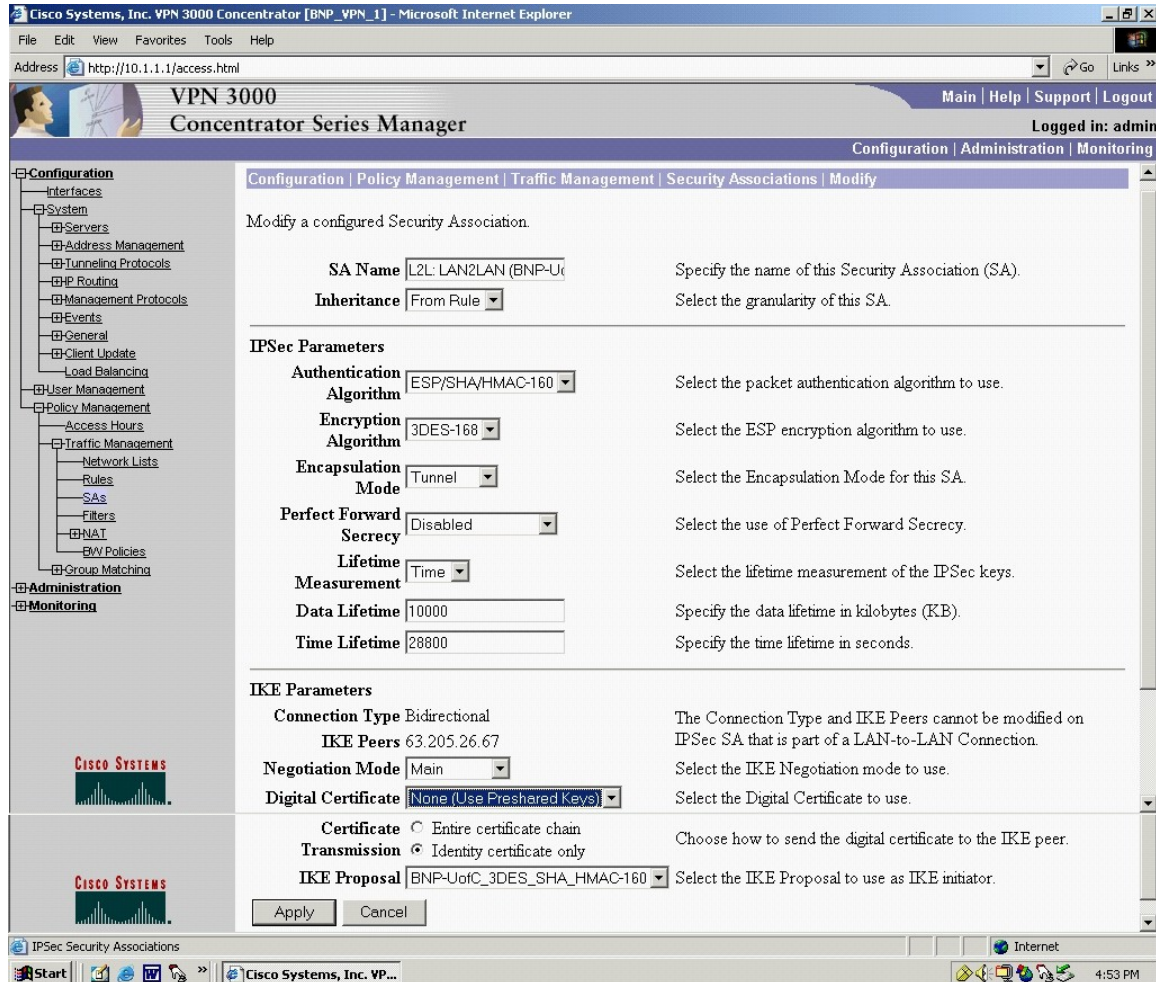 Cisco Systems, Inc. VPN 3000 Concentrator [BNP_VPN_1] - Microsoft Internet Explorer
File Edit View Favorites Tools Help
Address http://10.1.1.1/access.html Go Links »
VPN 3000
Concentrator Series Manager
Main | Help | Support | Logout
Logged in: admin
Configuration | Administration | Monitoring
Configuration
Interfaces
System
Servers
Address Management
Tunneling Protocols
IP Routing
Management Protocols
Events
General
Client Update
Load Balancing
User Management
Policy Management
Access Hours
Traffic Management
Network Lists
Rules
SAs
Filters
NAT
BW Policies
Group Matching
Administration
Monitoring
CISCO SYSTEMS
Configuration | Policy Management | Traffic Management | Security Associations | Modify
Modify a configured Security Association.
SA Name L2L: LAN2LAN (BNP-Uo Specify the name of this Security Association (SA).
Inheritance From Rule Select the granularity of this SA.
IPSec Parameters
Authentication Algorithm ESP/SHA/HMAC-160 Select the packet authentication algorithm to use.
Encryption Algorithm 3DES-168 Select the ESP encryption algorithm to use.
Encapsulation Mode Tunnel Select the Encapsulation Mode for this SA.
Perfect Forward Secrecy Disabled Select the use of Perfect Forward Secrecy.
Lifetime Measurement Time Select the lifetime measurement of the IPSec keys.
Data Lifetime 10000 Specify the data lifetime in kilobytes (KB).
Time Lifetime 28800 Specify the time lifetime in seconds.
IKE Parameters
Connection Type Bidirectional The Connection Type and IKE Peers cannot be modified on
IKE Peers 63.205.26.67 IPSec SA that is part of a LAN-to-LAN Connection.
Negotiation Mode Main Select the IKE Negotiation mode to use.
Digital Certificate None (Use Preshared Keys) Select the Digital Certificate to use.
Certificate Transmission Entire certificate chain
Identity certificate only Choose how to send the digital certificate to the IKE peer.
IKE Proposal BNP-UofC_3DES_SHA_HMAC-160 Select the IKE Proposal to use as IKE initiator.
Apply Cancel
CISCO SYSTEMS
IPSec Security Associations Internet
Start » Cisco Systems, Inc. VP... 4:53 PM